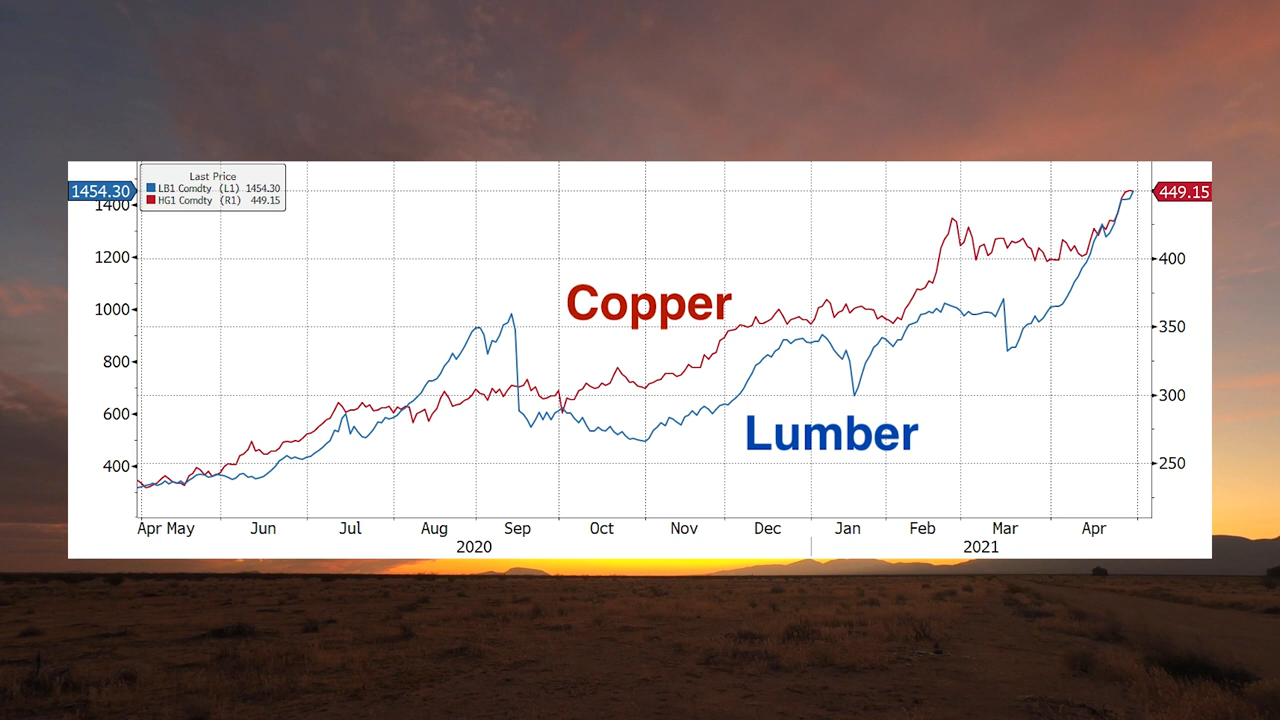 Last Price
LB1 Comdty (L1) 1454.30
HG1 Comdty (R1) 449.15
1454.30
449.15
1400
1200
1000
800
600
400
400
350
300
250
Copper
Lumber
Apr May Jun Jul Aug Sep Oct Nov Dec Jan Feb Mar Apr
2020 2021